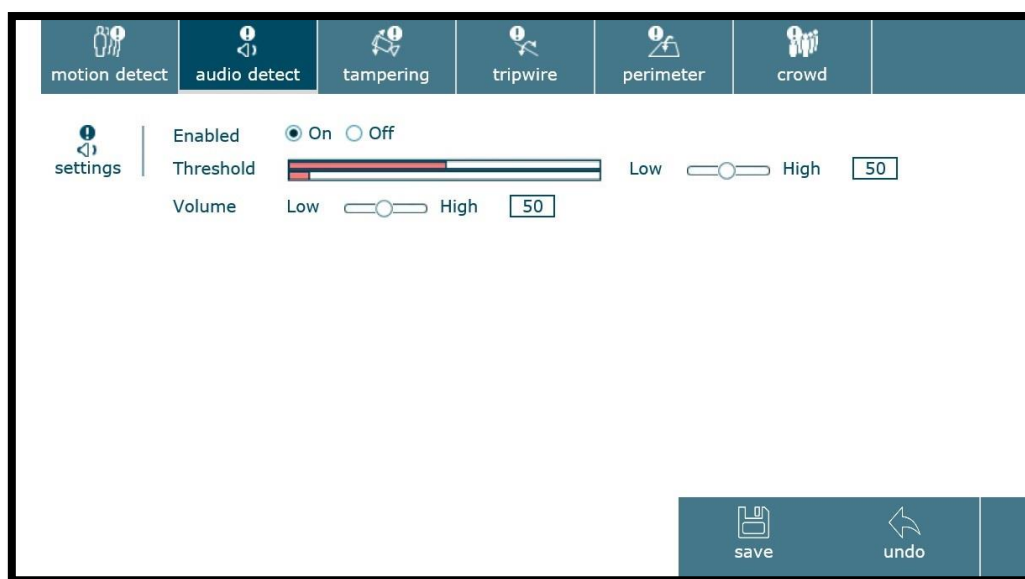 motion detect audio detect tampering tripwire perimeter crowd
settings
Enabled On Off
Threshold Low High 50
Volume Low High 50
save undo